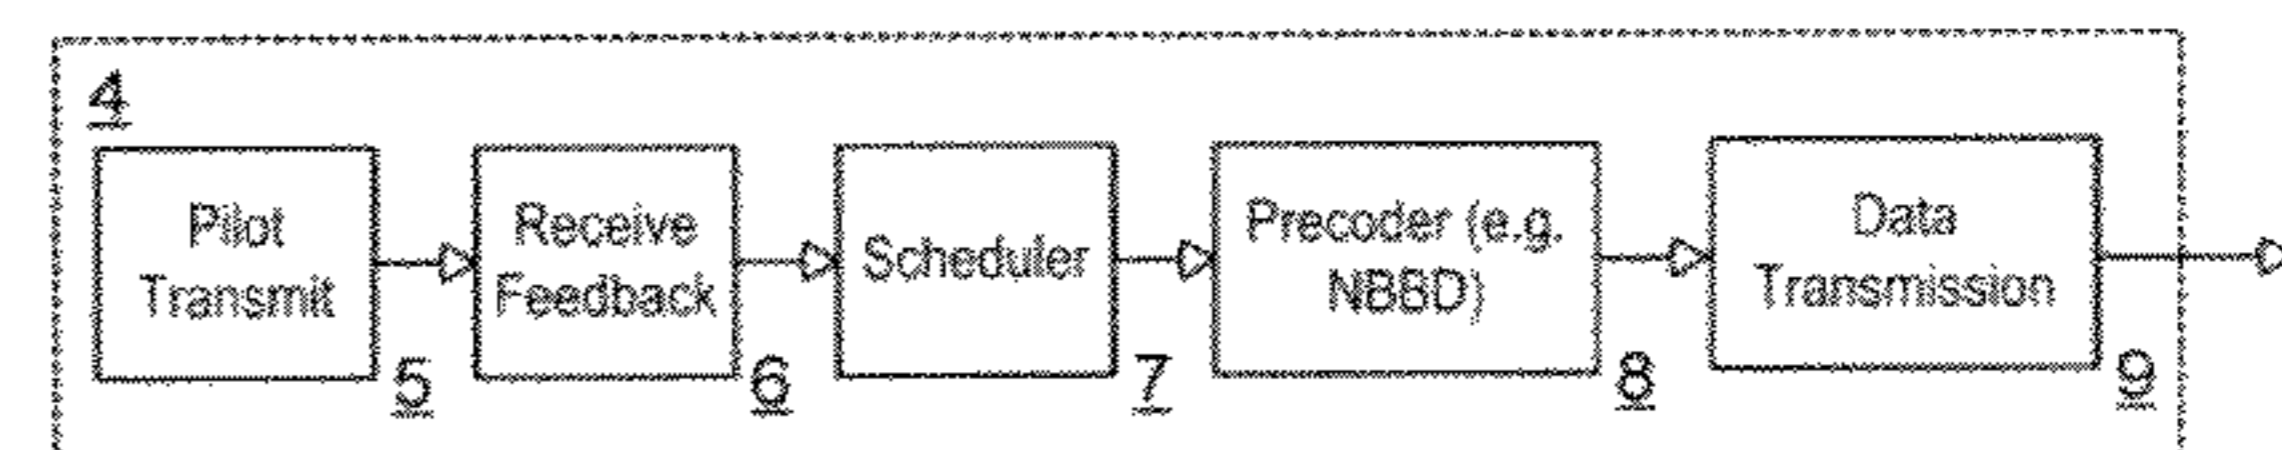 4
Pilot
Transmit
5
Receive
Feedback
6
Scheduler
7
Precoder (e.g.
NBBD)
8
Data
Transmission
9